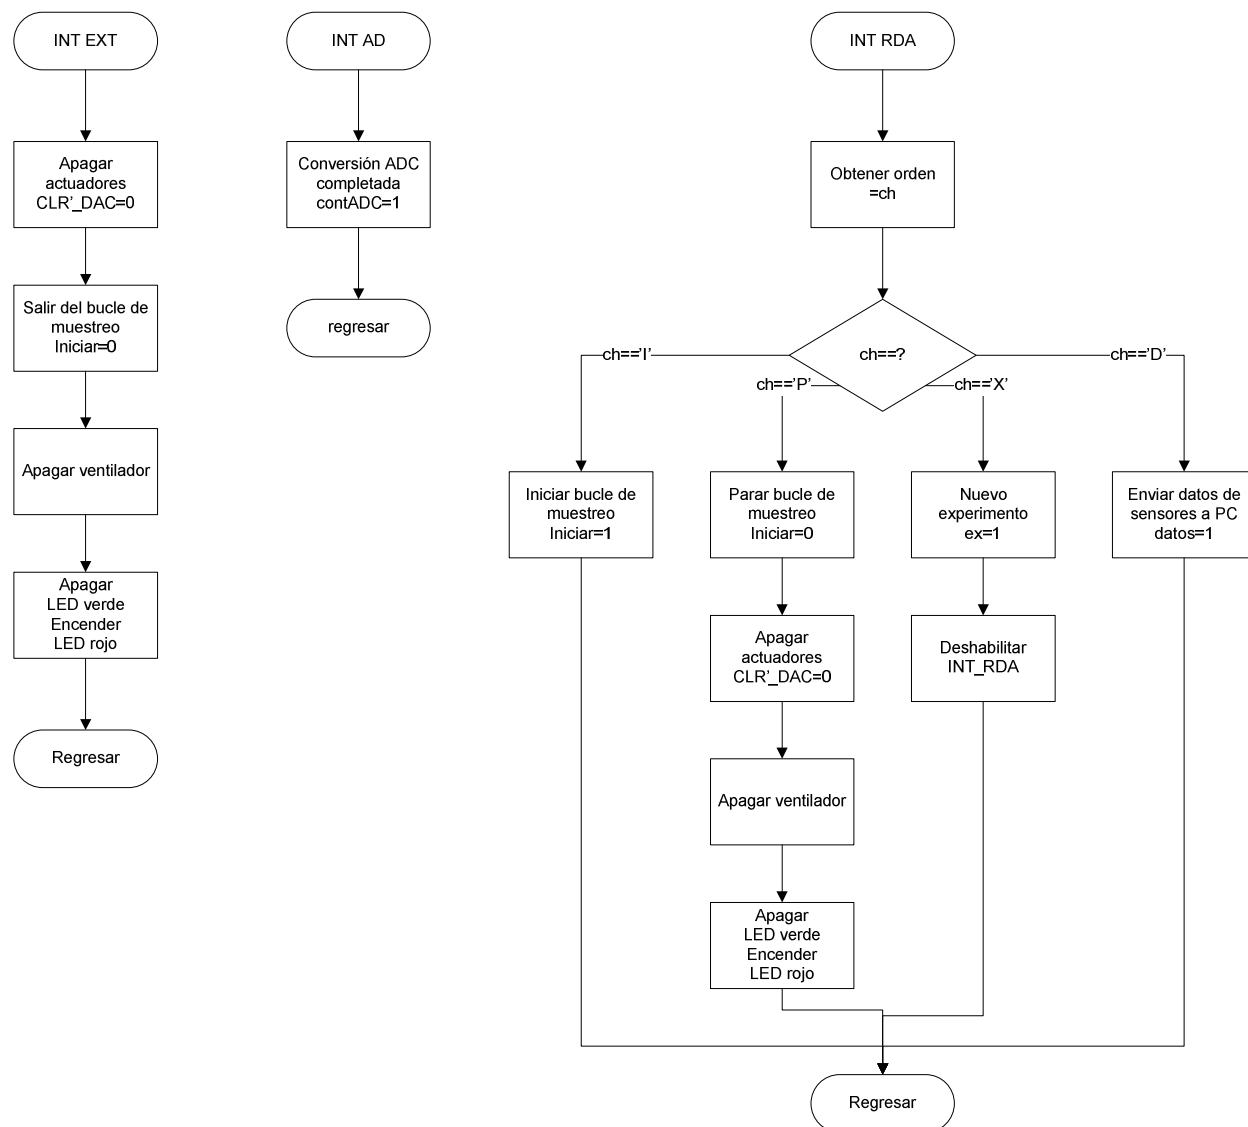 INT EXT
Apagar
actuadores
CLR'_DAC=0
Salir del bucle de
muestreo
Iniciar=0
Apagar ventilador
Apagar
LED verde
Encender
LED rojo
Regresar
INT AD
Conversión ADC
completada
contADC=1
regresar
INT RDA
Obtener orden
=ch
ch==?
ch=='I'
ch=='P'
ch=='X'
ch=='D'
Iniciar bucle de
muestreo
Iniciar=1
Parar bucle de
muestreo
Iniciar=0
Apagar
actuadores
CLR'_DAC=0
Apagar ventilador
Apagar
LED verde
Encender
LED rojo
Nuevo
experimento
ex=1
Deshabilitar
INT_RDA
Enviar datos de
sensores a PC
datos=1
Regresar